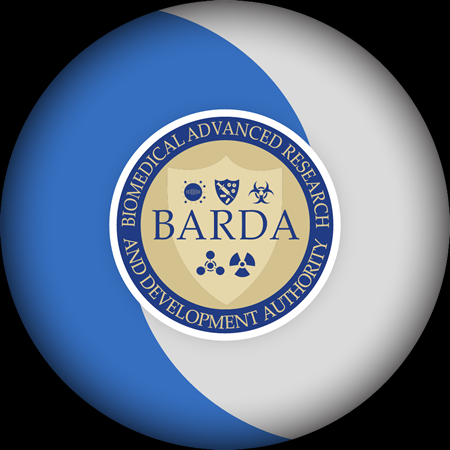 BIOMEDICAL ADVANCED RESEARCH
BARDA
AND DEVELOPMENT AUTHORITY